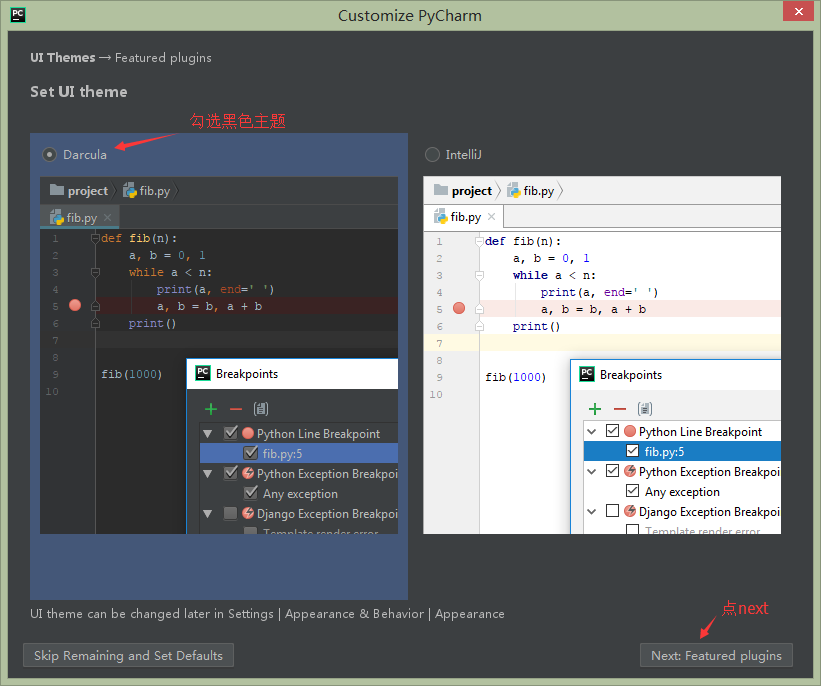 PC Customize PyCharm
UI Themes → Featured plugins
Set UI theme
勾选黑色主题
Darcula
project fib.py
fib.py
1 def fib(n):
2 a, b = 0, 1
3 while a < n:
4 print(a, end=' ')
5 a, b = b, a + b
6 print()
7
8
9 fib(1000)
10
PC Breakpoints
Python Line Breakpoint
fib.py:5
Python Exception Breakpoi
Any exception
Django Exception Breakpoi
Template render error
IntelliJ
project fib.py
fib.py
1 def fib(n):
2 a, b = 0, 1
3 while a < n:
4 print(a, end=' ')
5 a, b = b, a + b
6 print()
7
8
9 fib(1000)
10
PC Breakpoints
Python Line Breakpoint
fib.py:5
Python Exception Breakpoi
Any exception
Django Exception Breakpoi
Template render error
UI theme can be changed later in Settings | Appearance & Behavior | Appearance
点next
Skip Remaining and Set Defaults
Next: Featured plugins